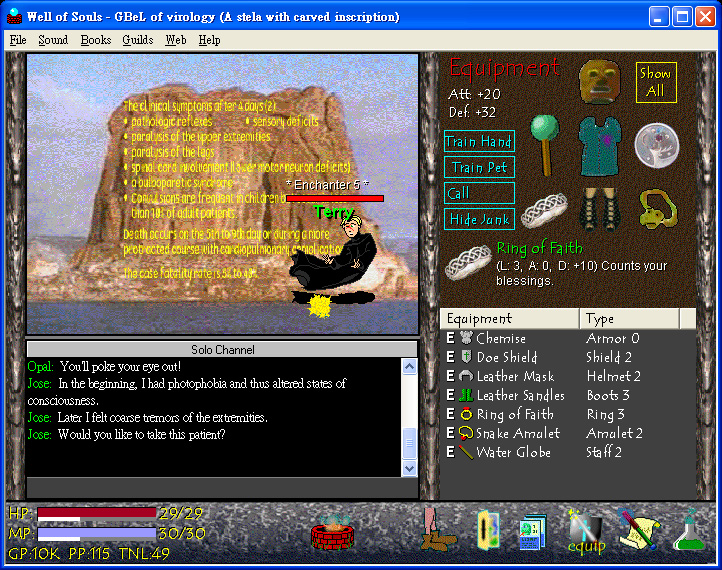 Well of Souls - GBeL of virology (A stela with carved inscription)
File Sound Books Guilds Web Help
The clinical symptoms after 4 days (2)
• pathologic reflexes • sensory deficits
• paralysis of the upper extremities
• paralysis of the legs
• spinal cord involvement (lower motor neuron deficits)
• a bulbopontic syndrome
* Enchanter 5 *
• Convul signs are frequent in children
than 10% of adult patients.
Terry
Death occurs on the 5th to 9th day or during a more
protracted course with cardiopulmonary
The case fatality rate is
Equipment
Att: +20
Def: +32
Show
All
Train Hand
Train Pet
Call
Hide Junk
Ring of Faith
(L: 3, A: 0, D: +10) Counts your
blessings.
Equipment Type
E Chemise Armor 0
E Doe Shield Shield 2
E Leather Mask Helmet 2
E Leather Sandles Boots 3
E Ring of Faith Ring 3
E Snake Amulet Amulet 2
E Water Globe Staff 2
Solo Channel
Opal: You'll poke your eye out!
Jose: In the beginning, I had photophobia and thus altered states of
consciousness.
Jose: Later I felt coarse tremors of the extremities.
Jose: Would you like to take this patient?
HP: 29/29
MP: 30/30
GP:10K PP:115 TNL:49
equip